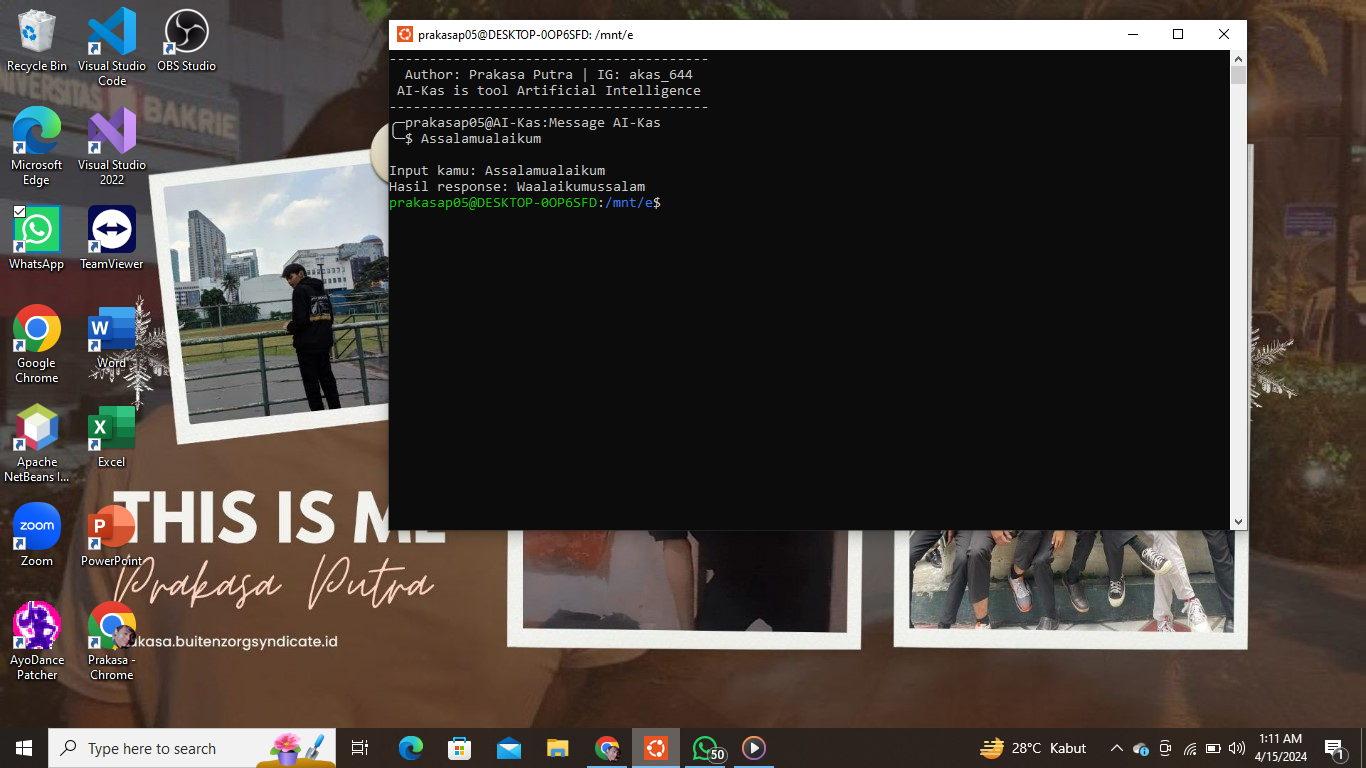 Recycle Bin
Visual Studio
Code
OBS Studio
Microsoft
Edge
Visual Studio
2022
WhatsApp
TeamViewer
Google
Chrome
Word
Apache
NetBeans I...
Excel
Zoom
PowerPoint
AyoDance
Patcher
Prakasa -
Chrome
UNIVERSITAS
BAKRIE
THIS IS ME
Prakasa Putra
kasa.buitenzorgsyndicate.id
prakasap05@DESKTOP-0OP6SFD: /mnt/e
----------------------------------------
Author: Prakasa Putra | IG: akas_644
AI-Kas is tool Artificial Intelligence
----------------------------------------
╭─prakasap05@AI-Kas:Message AI-Kas
╰─$ Assalamualaikum
Input kamu: Assalamualaikum
Hasil response: Waalaikumussalam
prakasap05@DESKTOP-0OP6SFD:/mnt/e$
zoom
W
X
P
Type here to search
50
28°C Kabut
1:11 AM
4/15/2024
1